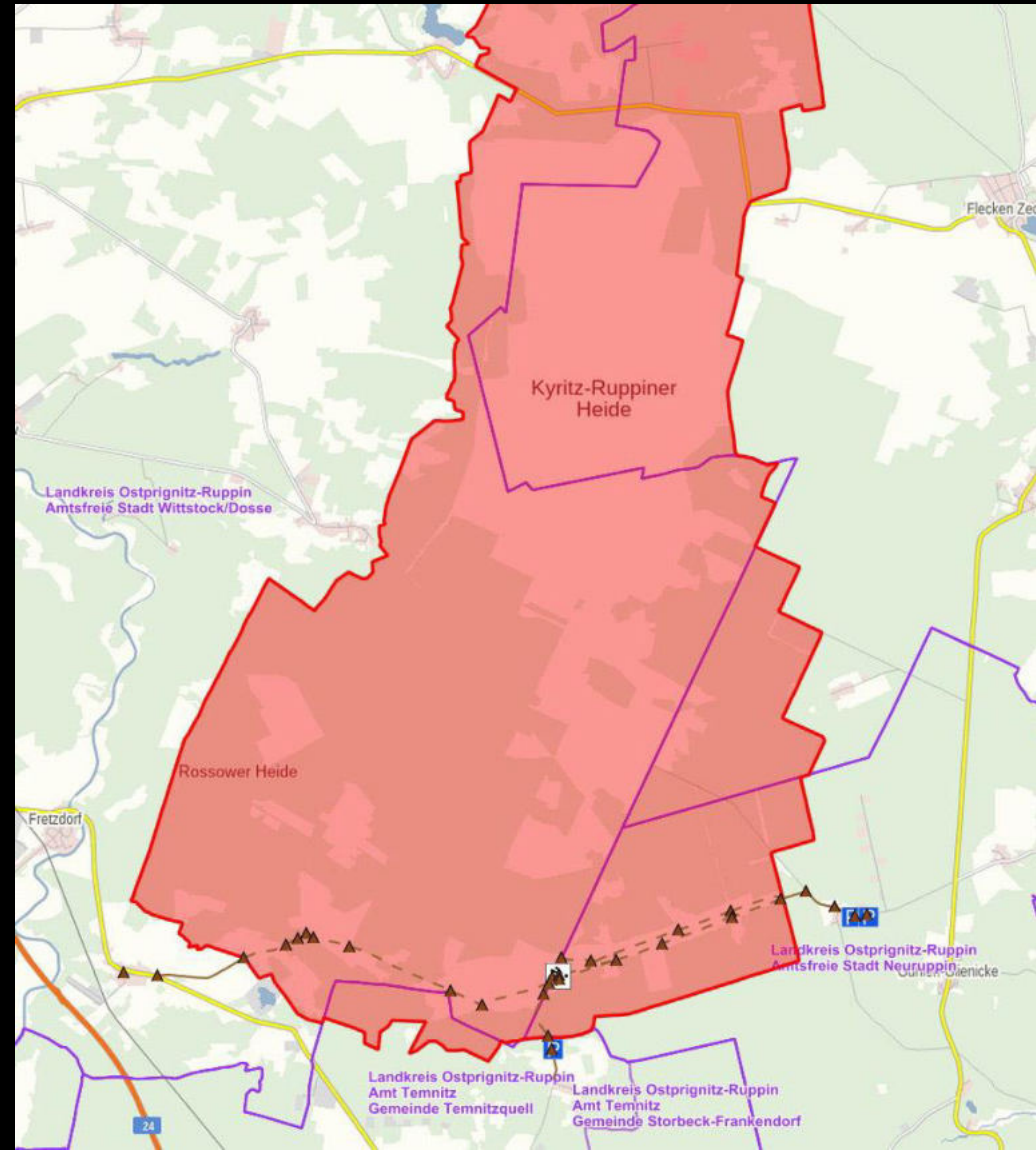 Flecken
Kyritz-Ruppiner
Heide
Landkreis Ostprignitz-Ruppin
Amtsfreie Stadt Wittstock/Dosse
Rossower Heide
Fretzdorf
Landkreis Ostprignitz-Ruppin
Amtsfreie Stadt Neuruppin
Landkreis Ostprignitz-Ruppin
Amt Temnitz
Gemeinde Temnitzquell
Landkreis Ostprignitz-Ruppin
Amt Temnitz
Gemeinde Storbeck-Frankendorf
24